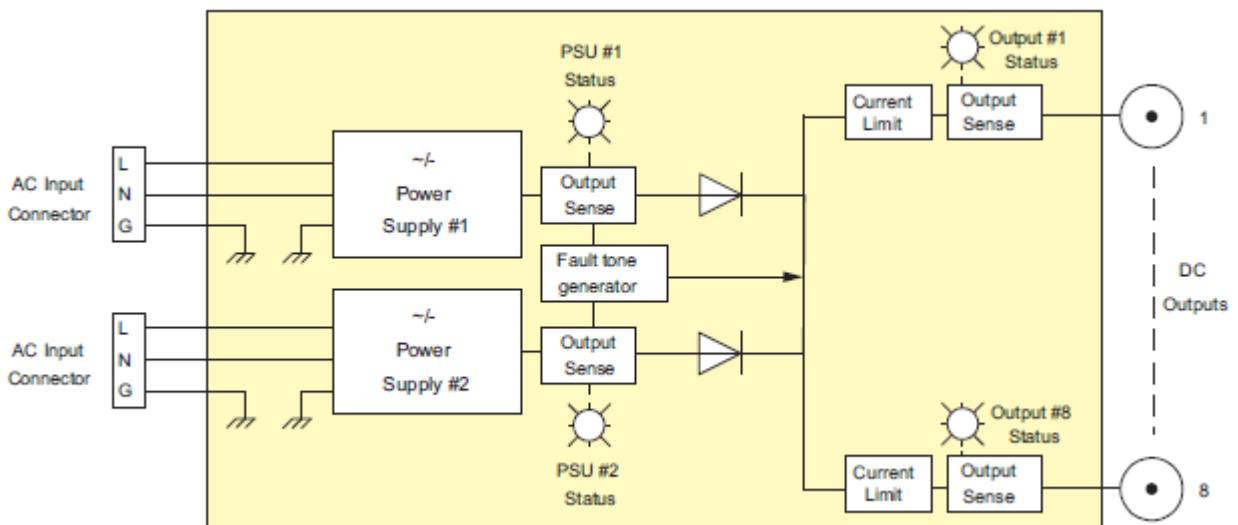 PSU #1
Status
Output #1
Status
Current
Limit
Output
Sense
1
AC Input
Connector
L
N
G
~/-
Power
Supply #1
Output
Sense
Fault tone
generator
DC
Outputs
AC Input
Connector
L
N
G
~/-
Power
Supply #2
Output
Sense
PSU #2
Status
Output #8
Status
Current
Limit
Output
Sense
8